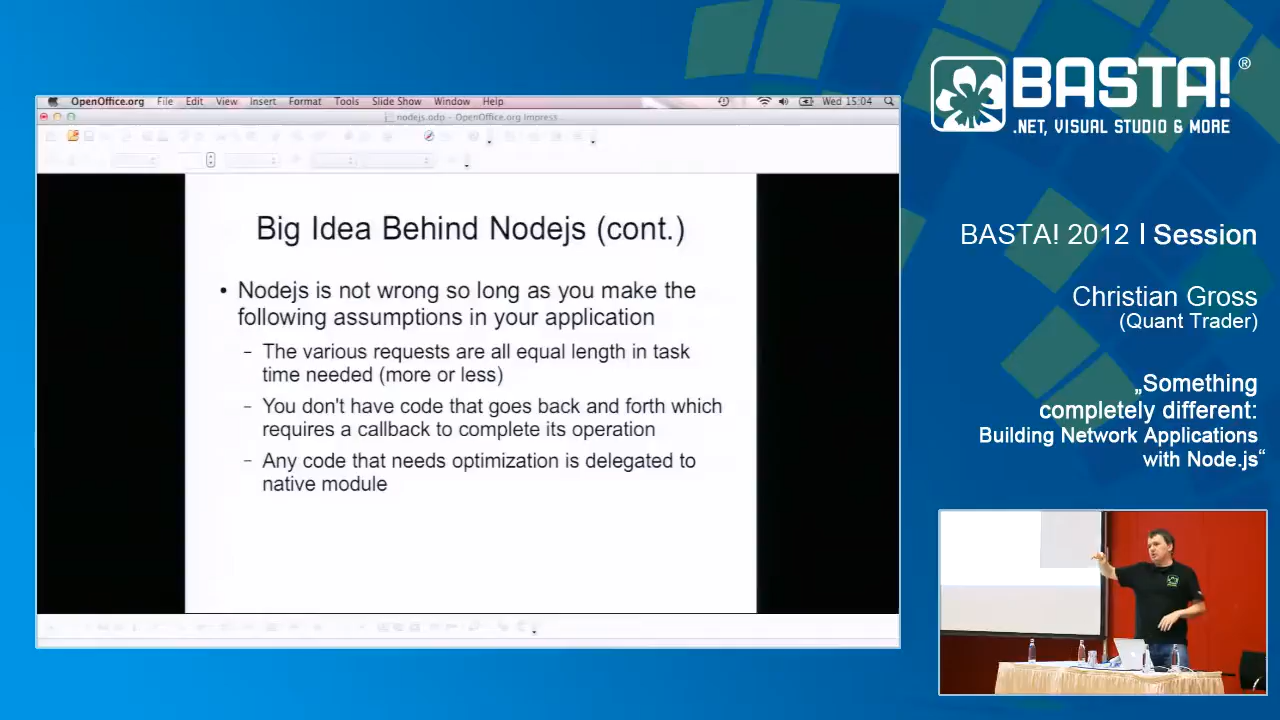 OpenOffice.org File Edit View Insert Format Tools Slide Show Window Help Wed 15:04
nodejs.odp - OpenOffice.org Impress
Big Idea Behind Nodejs (cont.)
• Nodejs is not wrong so long as you make the
following assumptions in your application
– The various requests are all equal length in task
time needed (more or less)
– You don't have code that goes back and forth which
requires a callback to complete its operation
– Any code that needs optimization is delegated to
native module
BASTA!®
.NET, VISUAL STUDIO & MORE
BASTA! 2012 | Session
Christian Gross
(Quant Trader)
„Something
completely different:
Building Network Applications
with Node.js“